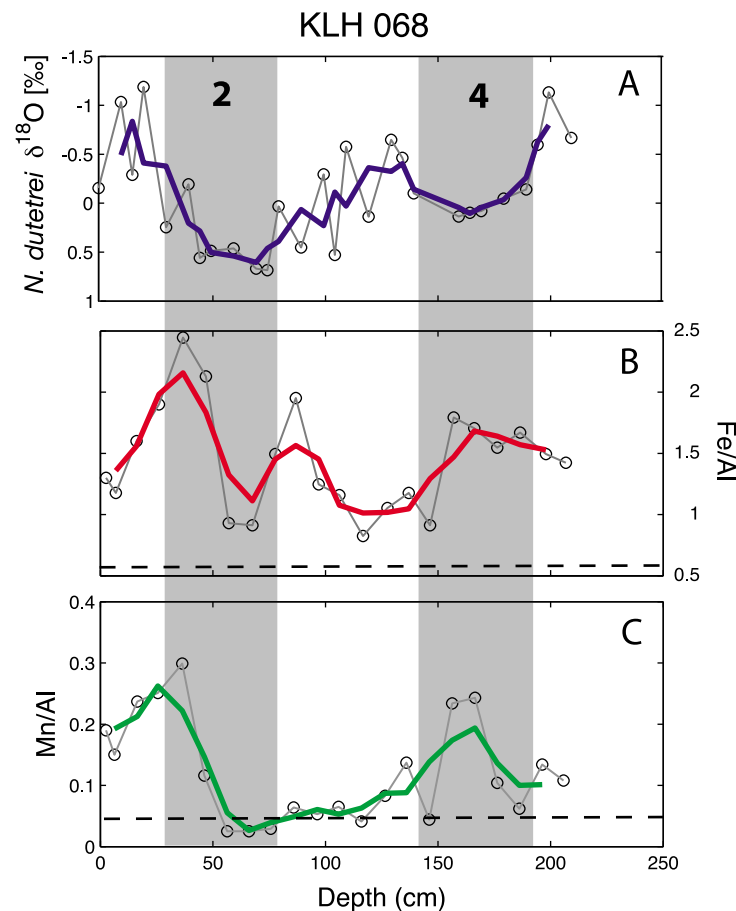 KLH 068
-1.5
-1
-0.5
0
0.5
1
N. dutetrei δ18O [‰]
2
4
A
2.5
2
1.5
1
0.5
Fe/Al
B
0.4
0.3
0.2
0.1
0
Mn/Al
C
0 50 100 150 200 250
Depth (cm)